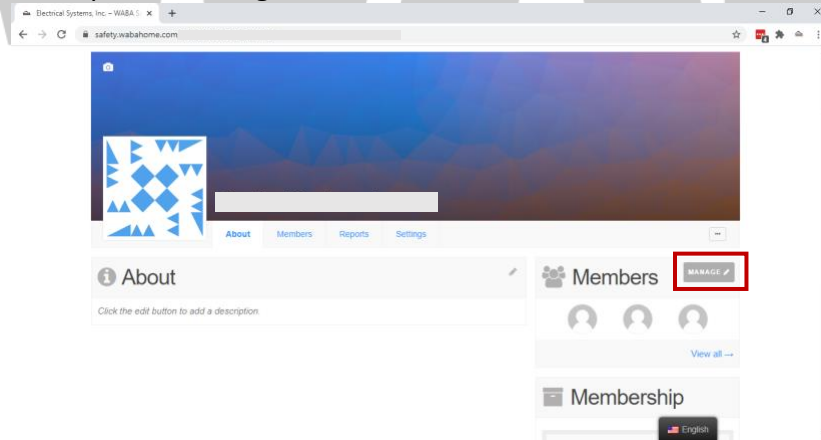 Electrical Systems, Inc. – WABA S
safety.wabahome.com
About Members Reports Settings
About
Click the edit button to add a description
Members
MANAGE
View all →
Membership
English